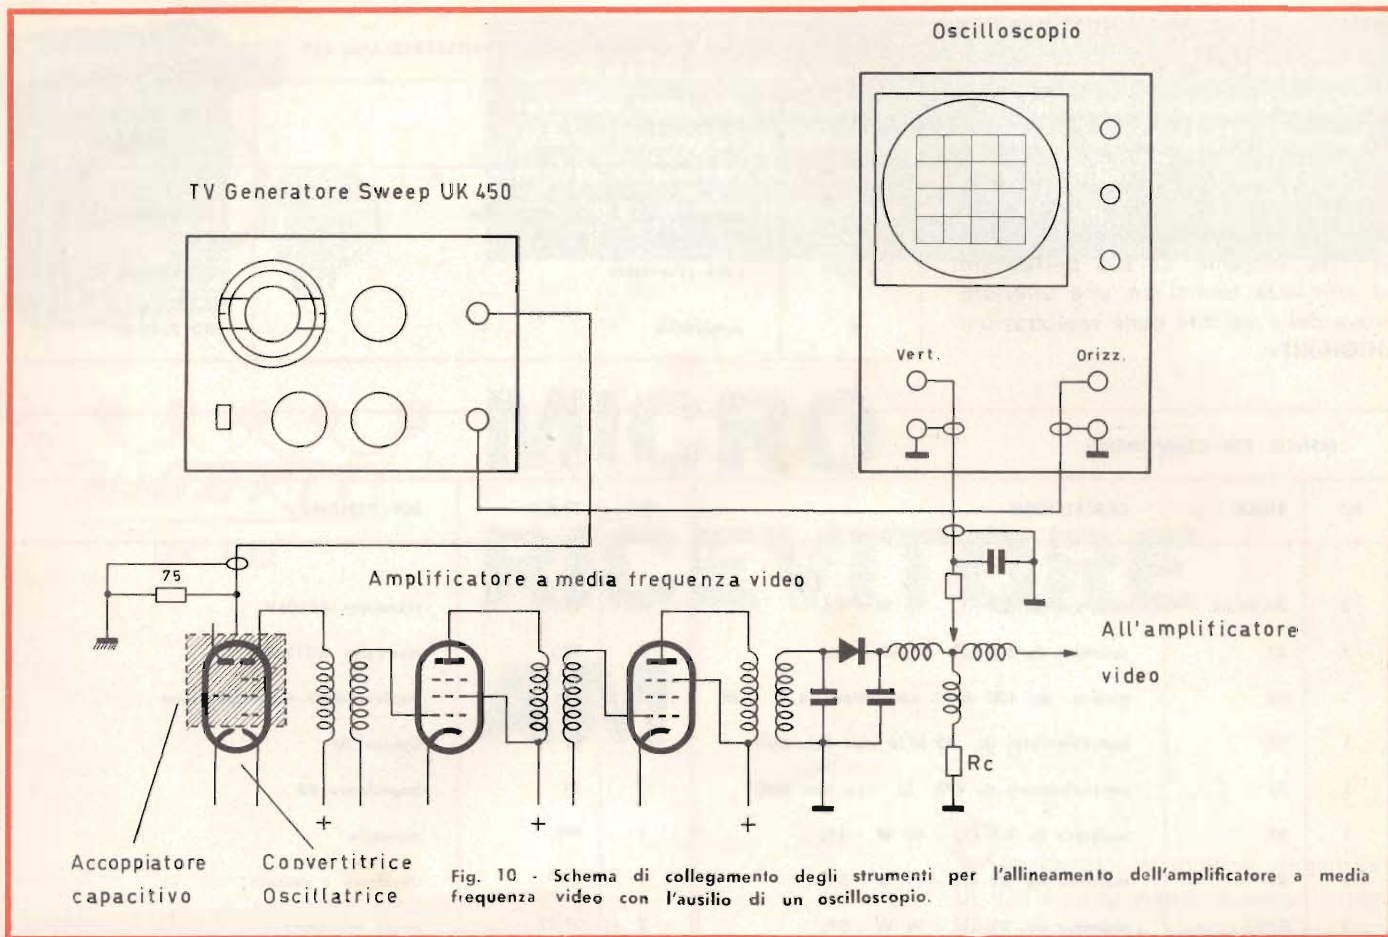 Oscilloscopio
TV Generatore Sweep UK 450
Vert.
Orizz.
75
Amplificatore a media frequenza video
All'amplificatore
video
Rc
+
+
+
Accoppiatore
capacitivo
Convertitrice
Oscillatrice
Fig. 10 - Schema di collegamento degli strumenti per l'allineamento dell'amplificatore a media
frequenza video con l'ausilio di un oscilloscopio.